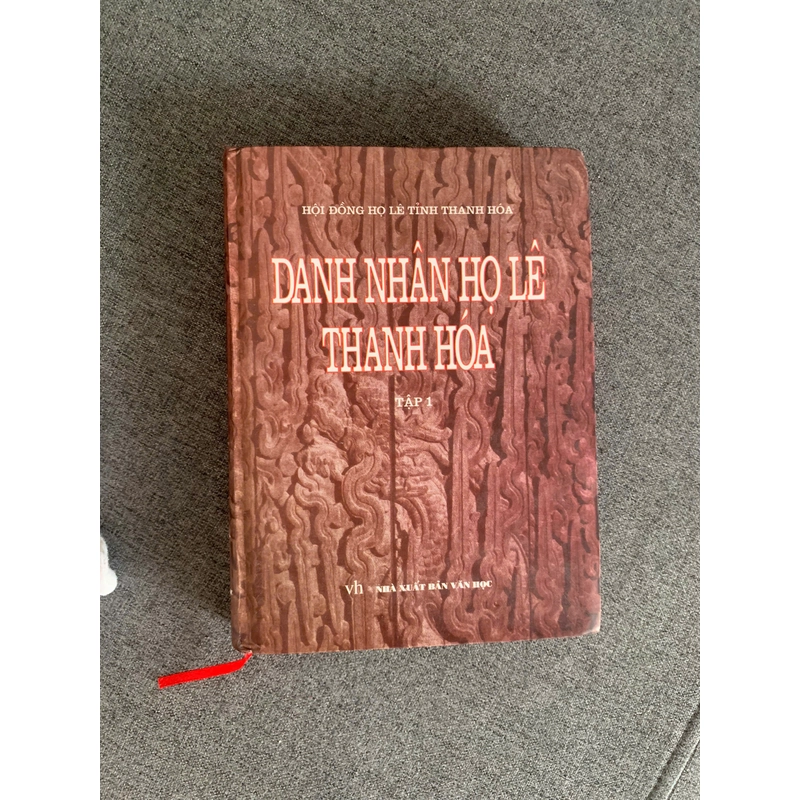 HỘI ĐỒNG HỌ LÊ TỈNH THANH HÓA
DANH NHÂN HỌ LÊ
THANH HÓA
TẬP 1
vh NHÀ XUẤT BẢN VĂN HỌC